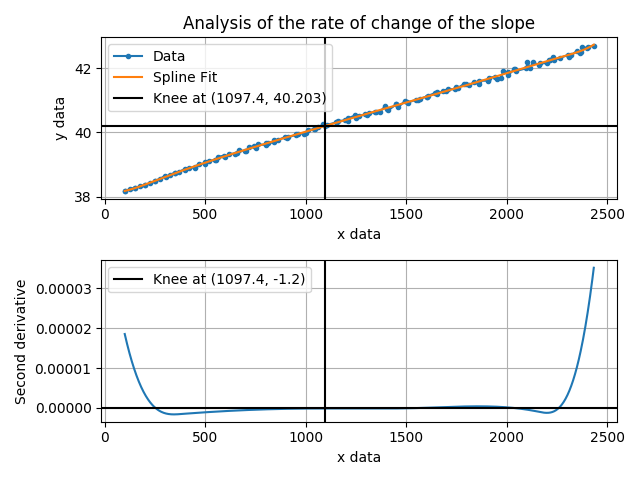 Analysis of the rate of change of the slope
Data
Spline Fit
Knee at (1097.4, 40.203)
y data
42
40
38
0 500 1000 1500 2000 2500
x data
Knee at (1097.4, -1.2)
Second derivative
0.00003
0.00002
0.00001
0.00000
0 500 1000 1500 2000 2500
x data